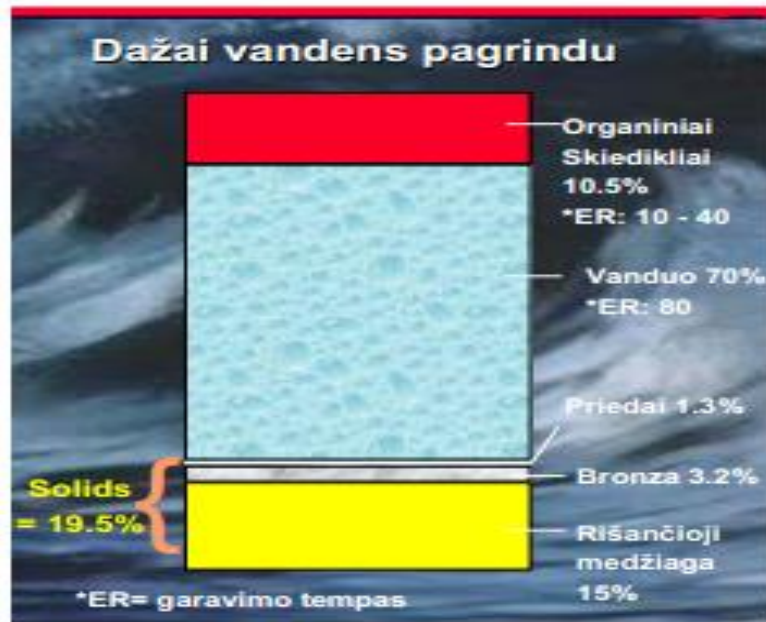 Dažai vandens pagrindu
Organiniai
Skiedikliai
10.5%
*ER: 10 - 40
Vanduo 70%
*ER: 80
Priedai 1.3%
Bronza 3.2%
Solids
= 19.5%
Rišančioji
medžiaga
15%
*ER= garavimo tempas